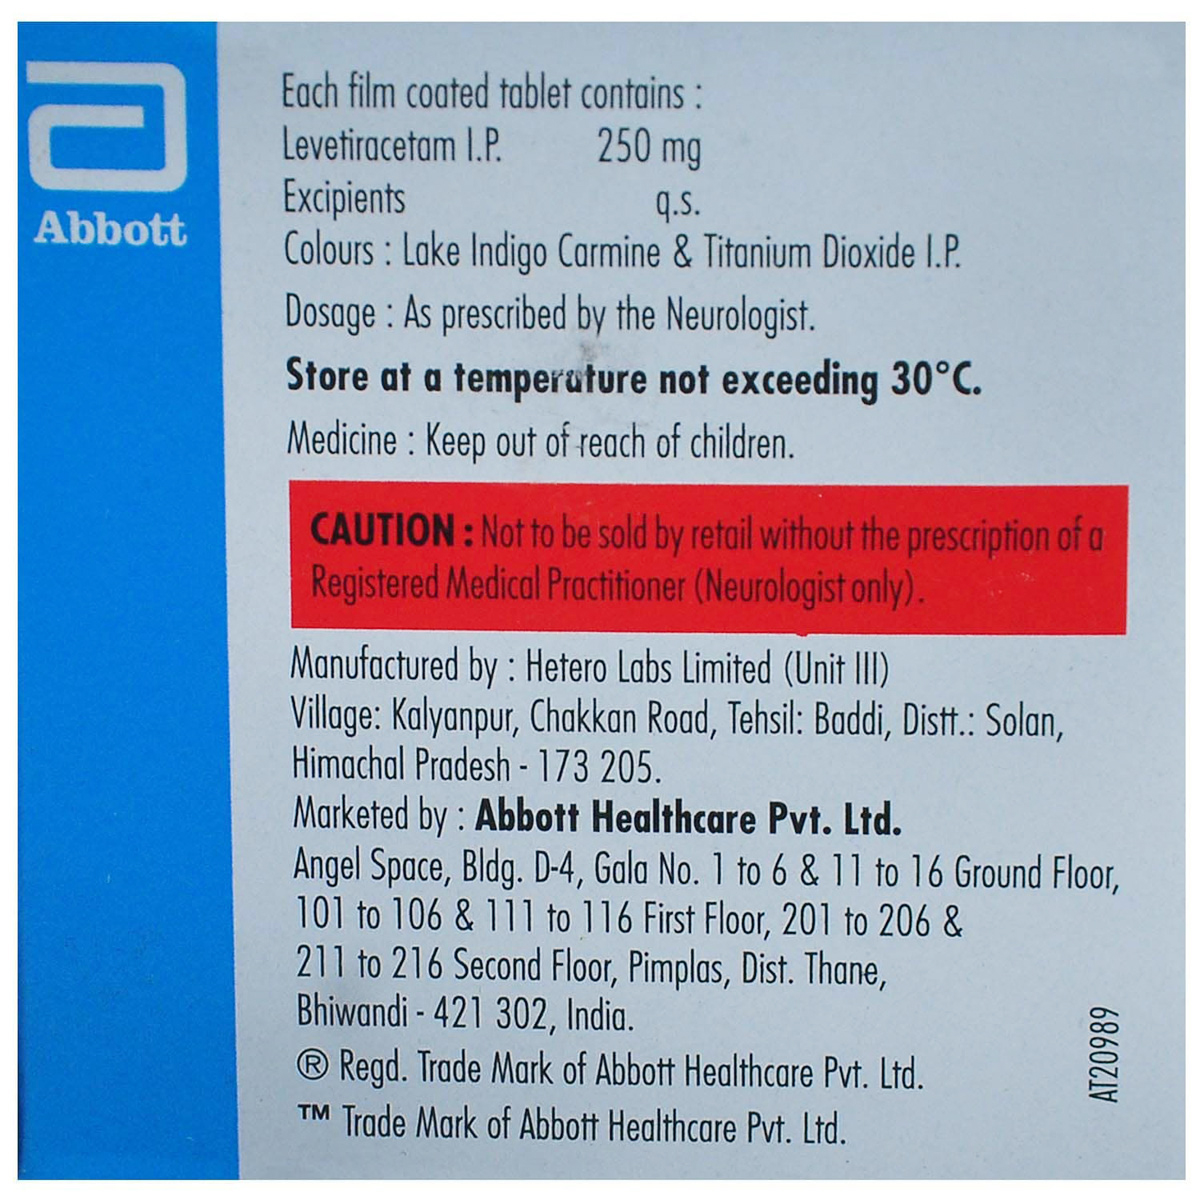 Abbott
Each film coated tablet contains :
Levetiracetam I.P. 250 mg
Excipients q.s.
Colours : Lake Indigo Carmine & Titanium Dioxide I.P.
Dosage : As prescribed by the Neurologist.
Store at a temperature not exceeding 30°C.
Medicine : Keep out of reach of children.
CAUTION : Not to be sold by retail without the prescription of a
Registered Medical Practitioner (Neurologist only).
Manufactured by : Hetero Labs Limited (Unit III)
Village: Kalyanpur, Chakkan Road, Tehsil: Baddi, Distt.: Solan,
Himachal Pradesh - 173 205.
Marketed by : Abbott Healthcare Pvt. Ltd.
Angel Space, Bldg. D-4, Gala No. 1 to 6 & 11 to 16 Ground Floor,
101 to 106 & 111 to 116 First Floor, 201 to 206 &
211 to 216 Second Floor, Pimplas, Dist. Thane,
Bhiwandi - 421 302, India.
® Regd. Trade Mark of Abbott Healthcare Pvt. Ltd.
™ Trade Mark of Abbott Healthcare Pvt. Ltd.
AT20989